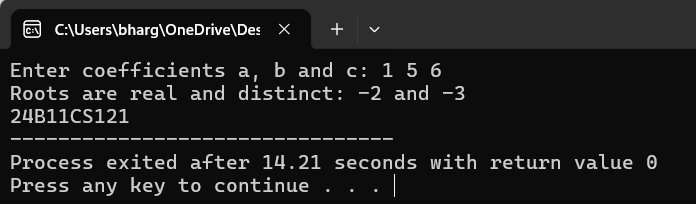 C:\Users\bharg\OneDrive\Des
Enter coefficients a, b and c: 1 5 6
Roots are real and distinct: -2 and -3
24B11CS121
--------------------------------
Process exited after 14.21 seconds with return value 0
Press any key to continue . . .